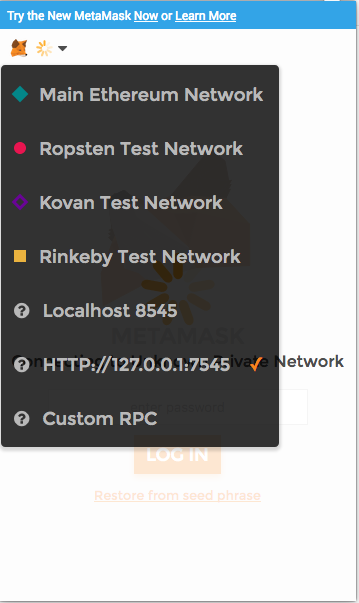 Try the New MetaMask Now or Learn More
Main Ethereum Network
Ropsten Test Network
Kovan Test Network
Rinkeby Test Network
Localhost 8545
METAMASK
Private Network
HTTP://127.0.0.1:7545
Custom RPC
LOG IN
Restore from seed phrase